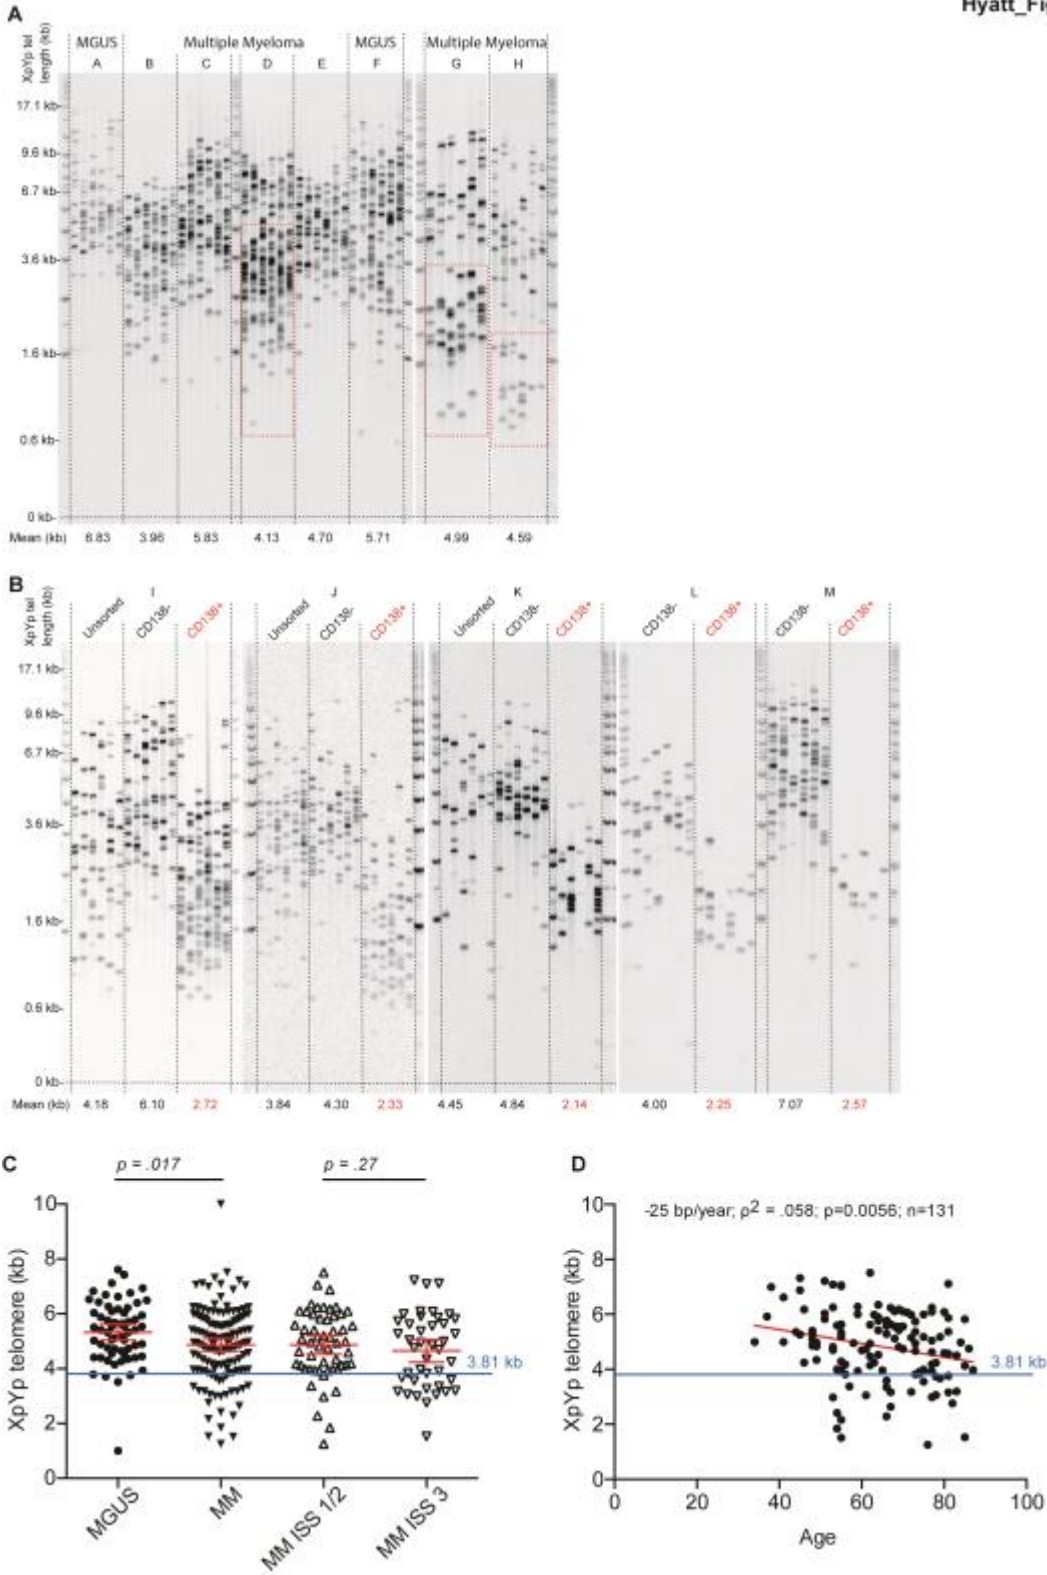 Hyatt_Fi
A
XpYp tel
length (kb)
MGUS Multiple Myeloma MGUS Multiple Myeloma
A B C D E F G H
17.1 kb-
9.6 kb-
6.7 kb-
3.6 kb-
1.6 kb-
0.6 kb-
0 kb-
Mean (kb) 6.83 3.96 5.83 4.13 4.70 5.71 4.99 4.59
B
XpYp tel
length (kb)
I J K L M
Unsorted CD138- CD138+ Unsorted CD138- CD138+ Unsorted CD138- CD138+ CD138- CD138+ CD138- CD138+
17.1 kb-
9.6 kb-
6.7 kb-
3.6 kb-
1.6 kb-
0.6 kb-
0 kb-
Mean (kb) 4.18 6.10 2.72 3.84 4.30 2.33 4.45 4.84 2.14 4.00 2.25 7.07 2.57
C
p = .017 p = .27
XpYp telomere (kb)
10
8
6
4
2
0
3.81 kb
MGUS MM MM ISS 1/2 MM ISS 3
D
-25 bp/year; ρ2 = .058; p=0.0056; n=131
XpYp telomere (kb)
10
8
6
4
2
0
3.81 kb
0 20 40 60 80 100
Age